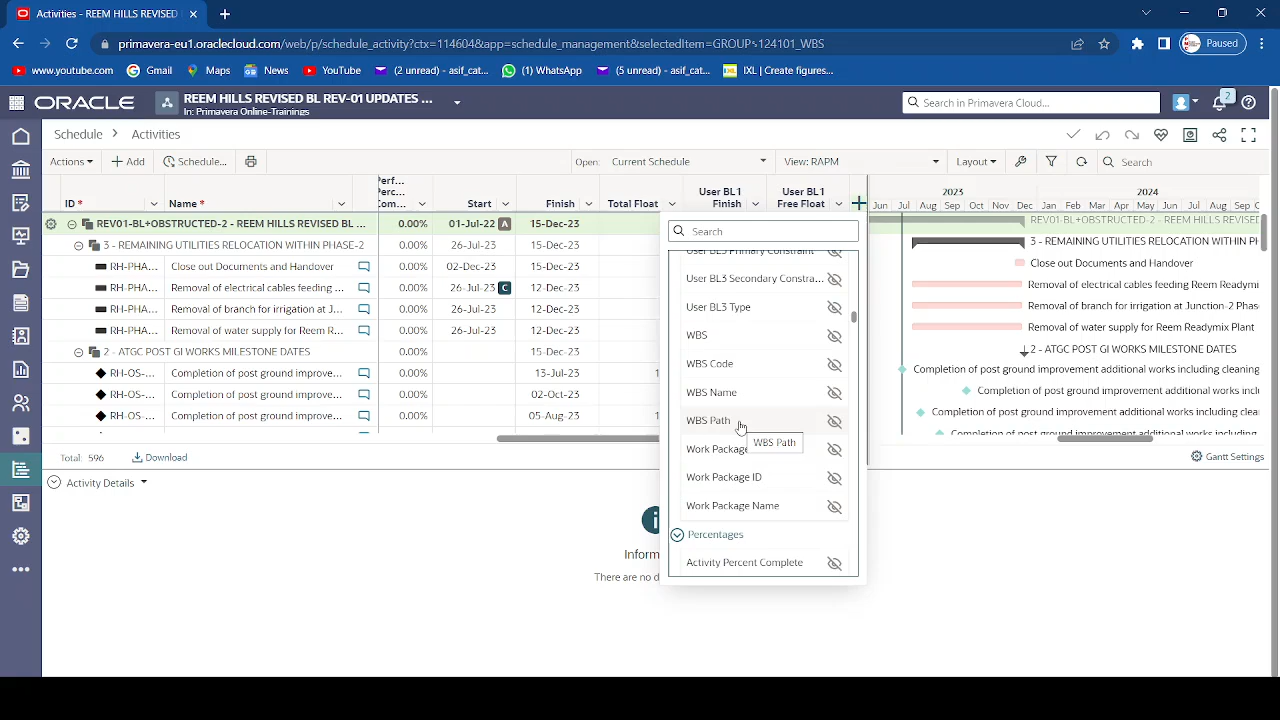 Activities - REEM HILLS REVISED
primavera-eu1.oraclecloud.com/web/p/schedule_activity?ctx=114604&app=schedule_management&selectedItem=GROUP~124101_WBS
Paused
www.youtube.com Gmail Maps News YouTube (2 unread) - asif_cat... (1) WhatsApp (5 unread) - asif_cat... IXL | Create figures...
ORACLE
REEM HILLS REVISED BL REV-01 UPDATES ...
In: Primavera Online-Trainings
Search in Primavera Cloud...
2
Schedule > Activities
Actions Add Schedule... Open: Current Schedule View: RAPM Layout Search
ID * Name * Perf... Perc... Com... Start Finish Total Float User BL1 Finish User BL1 Free Float
2023 2024
Jun Jul Aug Sep Oct Nov Dec Jan Feb Mar Apr May Jun Jul Aug Sep
REV01-BL+OBSTRUCTED-2 - REEM HILLS REVISED BL ... 0.00% 01-Jul-22 A 15-Dec-23
3 - REMAINING UTILITIES RELOCATION WITHIN PHASE-2 0.00% 26-Jul-23 15-Dec-23
RH-PHA... Close out Documents and Handover 0.00% 02-Dec-23 15-Dec-23
RH-PHA... Removal of electrical cables feeding ... 0.00% 26-Jul-23 C 12-Dec-23
RH-PHA... Removal of branch for irrigation at J... 0.00% 26-Jul-23 12-Dec-23
RH-PHA... Removal of water supply for Reem R... 0.00% 26-Jul-23 12-Dec-23
2 - ATGC POST GI WORKS MILESTONE DATES 0.00% 15-Dec-23
RH-OS-... Completion of post ground improve... 0.00% 13-Jul-23 1
RH-OS-... Completion of post ground improve... 0.00% 02-Oct-23
RH-OS-... Completion of post ground improve... 0.00% 05-Aug-23 1
Total: 596 Download
Activity Details
Inform
There are no d
Search
User BL3 Primary Constraint
User BL3 Secondary Constra...
User BL3 Type
WBS
WBS Code
WBS Name
WBS Path
WBS Path
Work Package
Work Package ID
Work Package Name
Percentages
Activity Percent Complete
REV01-BL+OBSTRUCTED-2 - REEM HILLS REVISED
3 - REMAINING UTILITIES RELOCATION WITHIN PH
Close out Documents and Handover
Removal of electrical cables feeding Reem Readymix
Removal of branch for irrigation at Junction-2 Phase
Removal of water supply for Reem Readymix Plant
2 - ATGC POST GI WORKS MILESTONE DATES
Completion of post ground improvement additional works including cleaning
Completion of post ground improvement additional works incl
Completion of post ground improvement additional works including clea
Completion of post ground improvement additional works including
Gantt Settings